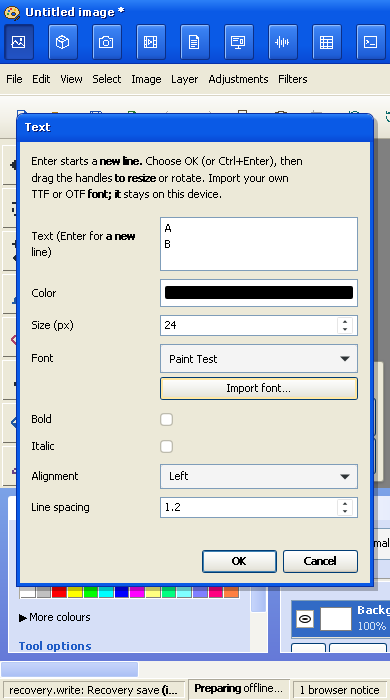 Untitled image *
File Edit View Select Image Layer Adjustments Filters
Text
Enter starts a new line. Choose OK (or Ctrl+Enter), then
drag the handles to resize or rotate. Import your own
TTF or OTF font; it stays on this device.
Text (Enter for a new
line)
A
B
Color
Size (px)
24
Font
Paint Test
Import font...
Bold
Italic
Alignment
Left
Line spacing
1.2
OK
Cancel
▶ More colours
100%
Tool options
recovery.write: Recovery save (i...
Preparing offline...
1 browser notice